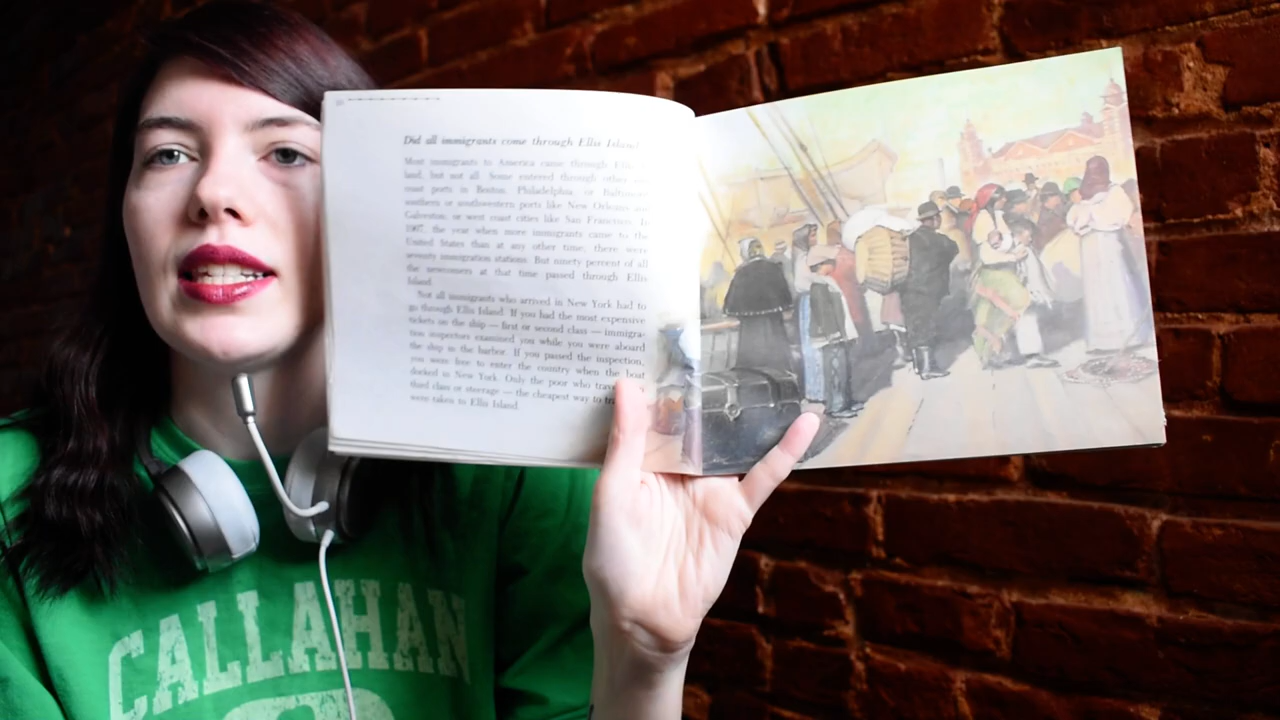 Did all immigrants come through Ellis Island
Most immigrants to America came through Ellis
land, but not all. Some entered through other
coast ports in Boston, Philadelphia, or Baltimore
southern or southwestern ports like New Orleans and
Galveston, or west coast cities like San Francisco. In
1907, the year when more immigrants came to the
United States than at any other time, there were
seventy immigration stations. But ninety percent of all
the newcomers at that time passed through Ellis
Island.
Not all immigrants who arrived in New York had to
go through Ellis Island. If you had the most expensive
tickets on the ship — first or second class — immigra-
tion inspectors examined you while you were aboard
the ship in the harbor. If you passed the inspection,
you were free to enter the country when the boat
docked in New York. Only the poor who
third class or steerage — the cheapest way to
were taken to Ellis Island.
CALLAHAN